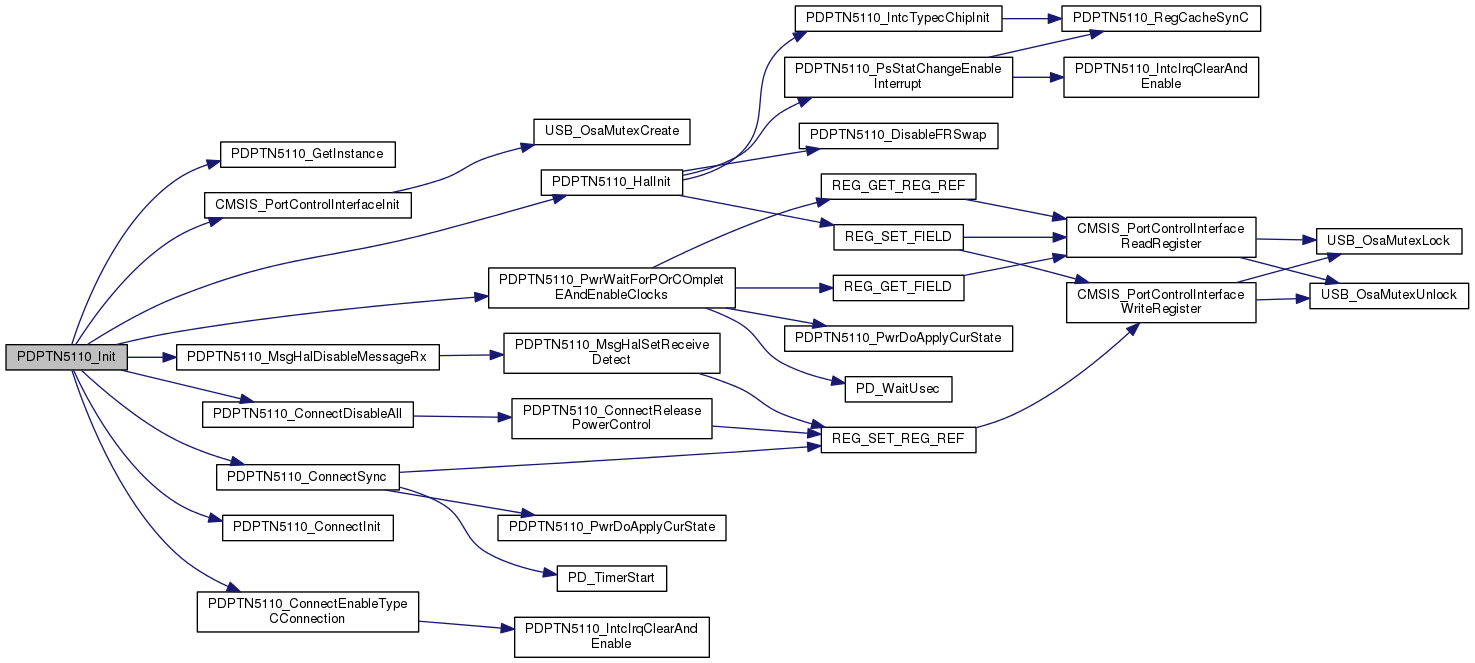 PDPTN5110_Init
PDPTN5110_GetInstance
CMSIS_PortControlInterfaceInit
USB_OsaMutexCreate
PDPTN5110_HalInit
PDPTN5110_IntcTypecChipInit
PDPTN5110_RegCacheSynC
PDPTN5110_PsStatChangeEnable
Interrupt
PDPTN5110_IntcIrqClearAnd
Enable
PDPTN5110_DisableFRSwap
REG_GET_REG_REF
REG_SET_FIELD
CMSIS_PortControlInterface
ReadRegister
USB_OsaMutexLock
PDPTN5110_PwrWaitForPOrCOmplet
EAndEnableClocks
REG_GET_FIELD
CMSIS_PortControlInterface
WriteRegister
USB_OsaMutexUnlock
PDPTN5110_PwrDoApplyCurState
PD_WaitUsec
PDPTN5110_MsgHalDisableMessageRx
PDPTN5110_MsgHalSetReceive
Detect
PDPTN5110_ConnectDisableAll
PDPTN5110_ConnectRelease
PowerControl
REG_SET_REG_REF
PDPTN5110_ConnectSync
PDPTN5110_ConnectInit
PDPTN5110_PwrDoApplyCurState
PD_TimerStart
PDPTN5110_ConnectEnableType
CConnection
PDPTN5110_IntcIrqClearAnd
Enable